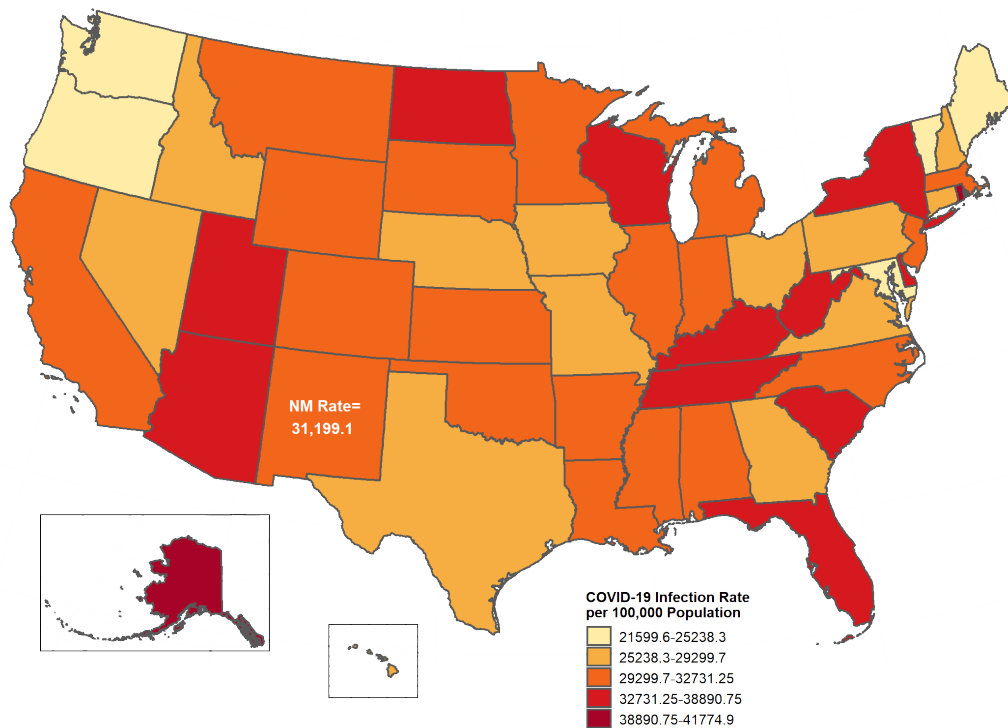 NM Rate=
31,199.1
COVID-19 Infection Rate
per 100,000 Population
21599.6-25238.3
25238.3-29299.7
29299.7-32731.25
32731.25-38890.75
38890.75-41774.9